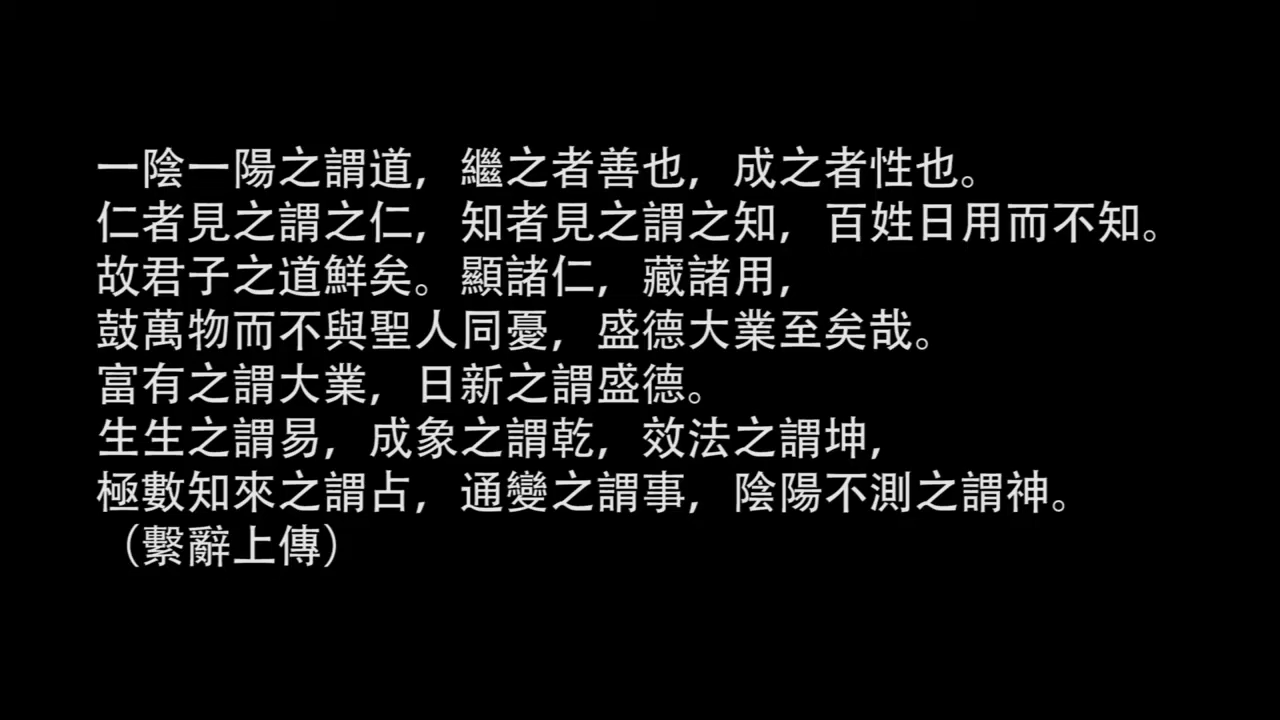 一陰一陽之謂道，繼之者善也，成之者性也。
仁者見之謂之仁，知者見之謂之知，百姓日用而不知。
故君子之道鮮矣。顯諸仁，藏諸用，
鼓萬物而不與聖人同憂，盛德大業至矣哉。
富有之謂大業，日新之謂盛德。
生生之謂易，成象之謂乾，效法之謂坤，
極數知來之謂占，通變之謂事，陰陽不測之謂神。
（繫辭上傳）